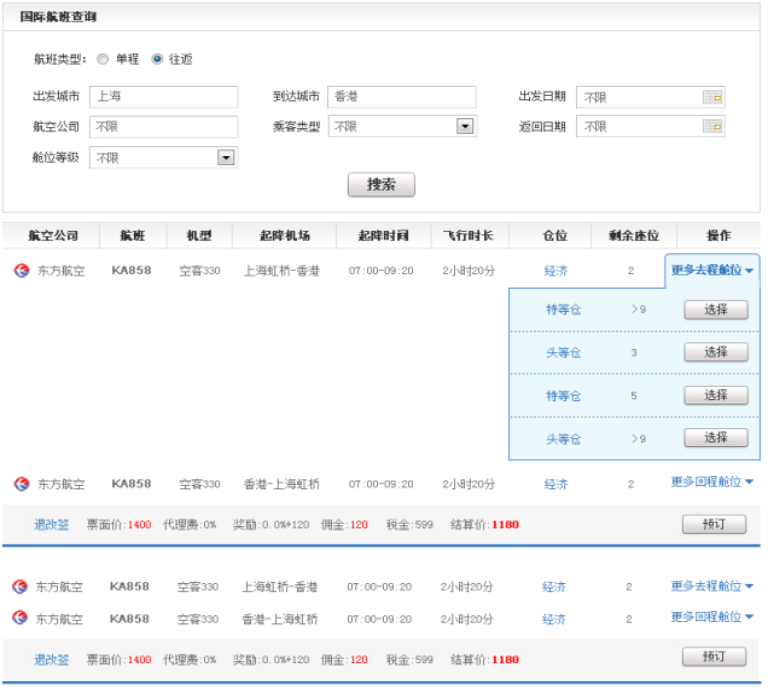 国际航班查询
航班类型： 单程 往返
出发城市 上海 到达城市 香港 出发日期 不限
航空公司 不限 乘客类型 不限 返回日期 不限
舱位等级 不限
搜索
航空公司 航班 机型 起降机场 起降时间 飞行时长 仓位 剩余座位 操作
东方航空 KA858 空客330 上海虹桥-香港 07:00-09:20 2小时20分 经济 2 更多去程舱位
特等仓 >9 选择
头等仓 3 选择
特等仓 5 选择
头等仓 >9 选择
东方航空 KA858 空客330 香港-上海虹桥 07:00-09:20 2小时20分 经济 2 更多回程舱位
退改签 票面价:1400 代理费:0% 奖励:0.0%+120 佣金:120 税金:599 结算价:1180 预订
东方航空 KA858 空客330 上海虹桥-香港 07:00-09:20 2小时20分 经济 2 更多去程舱位
东方航空 KA858 空客330 香港-上海虹桥 07:00-09:20 2小时20分 经济 2 更多回程舱位
退改签 票面价:1400 代理费:0% 奖励:0.0%+120 佣金:120 税金:599 结算价:1180 预订